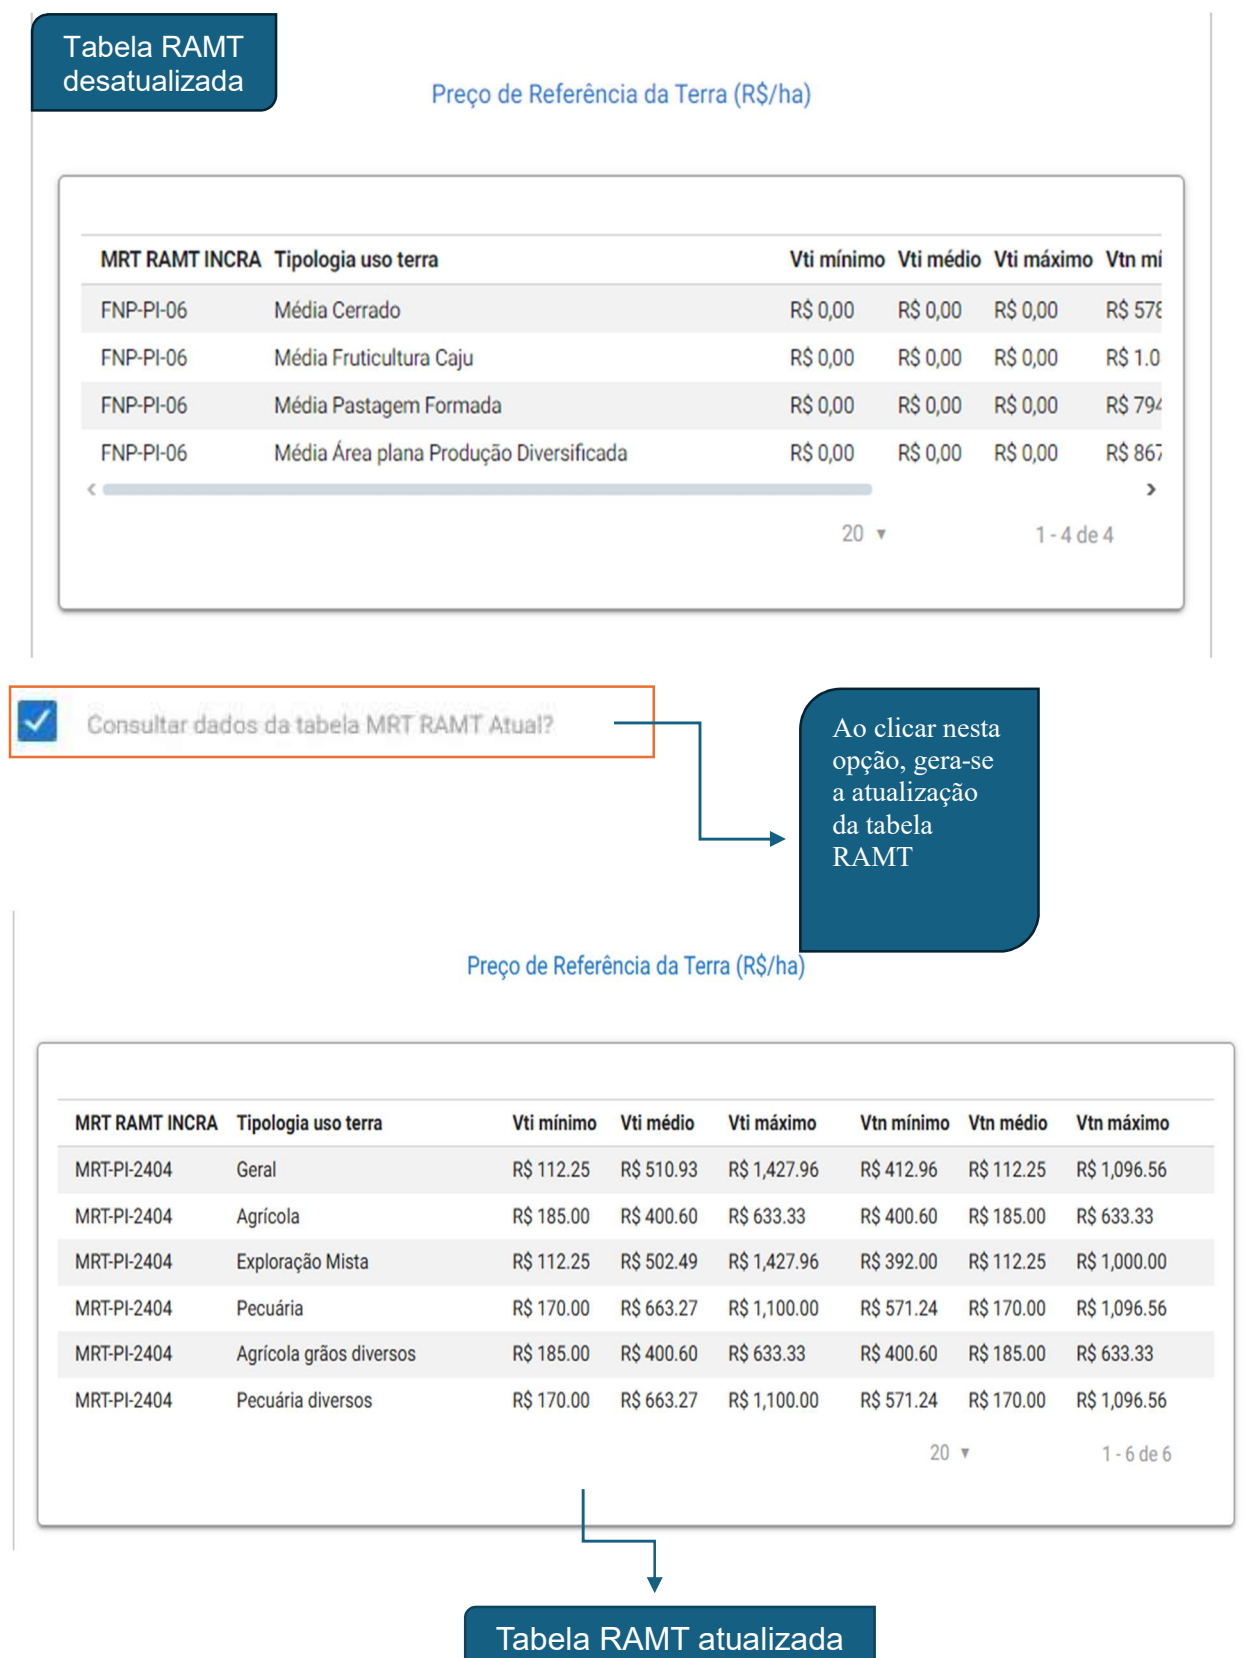 Tabela RAMT
desatualizada
Preço de Referência da Terra (R$/ha)
MRT RAMT INCRA Tipologia uso terra Vti mínimo Vti médio Vti máximo Vtn mí
FNP-PI-06 Média Cerrado R$ 0,00 R$ 0,00 R$ 0,00 R$ 578
FNP-PI-06 Média Fruticultura Caju R$ 0,00 R$ 0,00 R$ 0,00 R$ 1.0
FNP-PI-06 Média Pastagem Formada R$ 0,00 R$ 0,00 R$ 0,00 R$ 794
FNP-PI-06 Média Área plana Produção Diversificada R$ 0,00 R$ 0,00 R$ 0,00 R$ 867
20 1 - 4 de 4
Consultar dados da tabela MRT RAMT Atual?
Ao clicar nesta
opção, gera-se
a atualização
da tabela
RAMT
Preço de Referência da Terra (R$/ha)
MRT RAMT INCRA Tipologia uso terra Vti mínimo Vti médio Vti máximo Vtn mínimo Vtn médio Vtn máximo
MRT-PI-2404 Geral R$ 112.25 R$ 510.93 R$ 1,427.96 R$ 412.96 R$ 112.25 R$ 1,096.56
MRT-PI-2404 Agrícola R$ 185.00 R$ 400.60 R$ 633.33 R$ 400.60 R$ 185.00 R$ 633.33
MRT-PI-2404 Exploração Mista R$ 112.25 R$ 502.49 R$ 1,427.96 R$ 392.00 R$ 112.25 R$ 1,000.00
MRT-PI-2404 Pecuária R$ 170.00 R$ 663.27 R$ 1,100.00 R$ 571.24 R$ 170.00 R$ 1,096.56
MRT-PI-2404 Agrícola grãos diversos R$ 185.00 R$ 400.60 R$ 633.33 R$ 400.60 R$ 185.00 R$ 633.33
MRT-PI-2404 Pecuária diversos R$ 170.00 R$ 663.27 R$ 1,100.00 R$ 571.24 R$ 170.00 R$ 1,096.56
20 1 - 6 de 6
Tabela RAMT atualizada